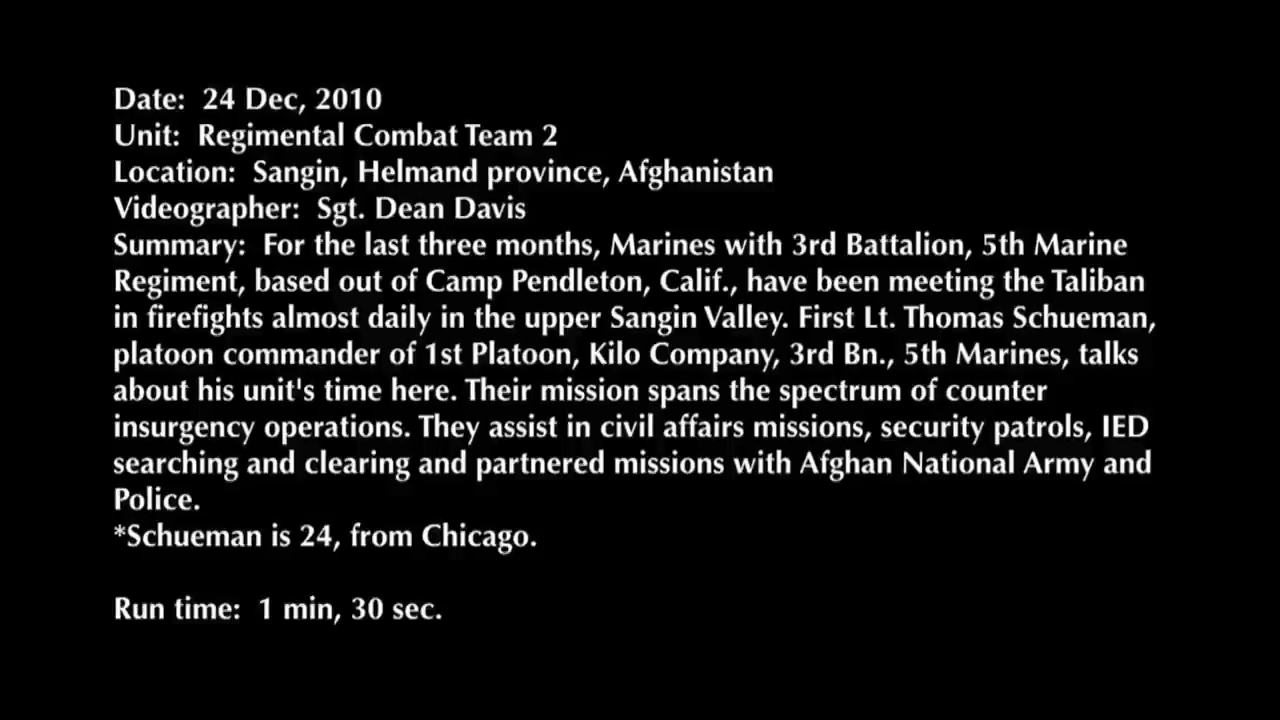 Date:  24 Dec, 2010
Unit:  Regimental Combat Team 2
Location:  Sangin, Helmand province, Afghanistan
Videographer:  Sgt. Dean Davis
Summary:  For the last three months, Marines with 3rd Battalion, 5th Marine
Regiment, based out of Camp Pendleton, Calif., have been meeting the Taliban
in firefights almost daily in the upper Sangin Valley. First Lt. Thomas Schueman,
platoon commander of 1st Platoon, Kilo Company, 3rd Bn., 5th Marines, talks
about his unit's time here. Their mission spans the spectrum of counter
insurgency operations. They assist in civil affairs missions, security patrols, IED
searching and clearing and partnered missions with Afghan National Army and
Police.
*Schueman is 24, from Chicago.
Run time:  1 min, 30 sec.